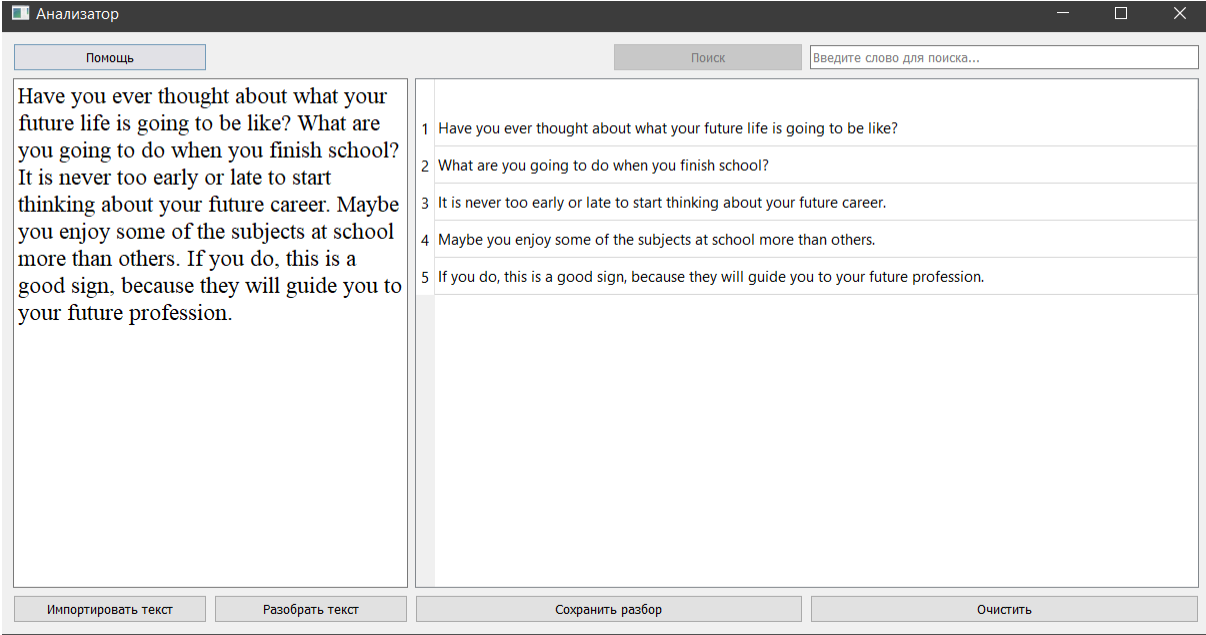 Анализатор
Помощь
Поиск
Введите слово для поиска...
Have you ever thought about what your
future life is going to be like? What are
you going to do when you finish school?
It is never too early or late to start
thinking about your future career. Maybe
you enjoy some of the subjects at school
more than others. If you do, this is a
good sign, because they will guide you to
your future profession.
1 Have you ever thought about what your future life is going to be like?
2 What are you going to do when you finish school?
3 It is never too early or late to start thinking about your future career.
4 Maybe you enjoy some of the subjects at school more than others.
5 If you do, this is a good sign, because they will guide you to your future profession.
Импортировать текст
Разобрать текст
Сохранить разбор
Очистить